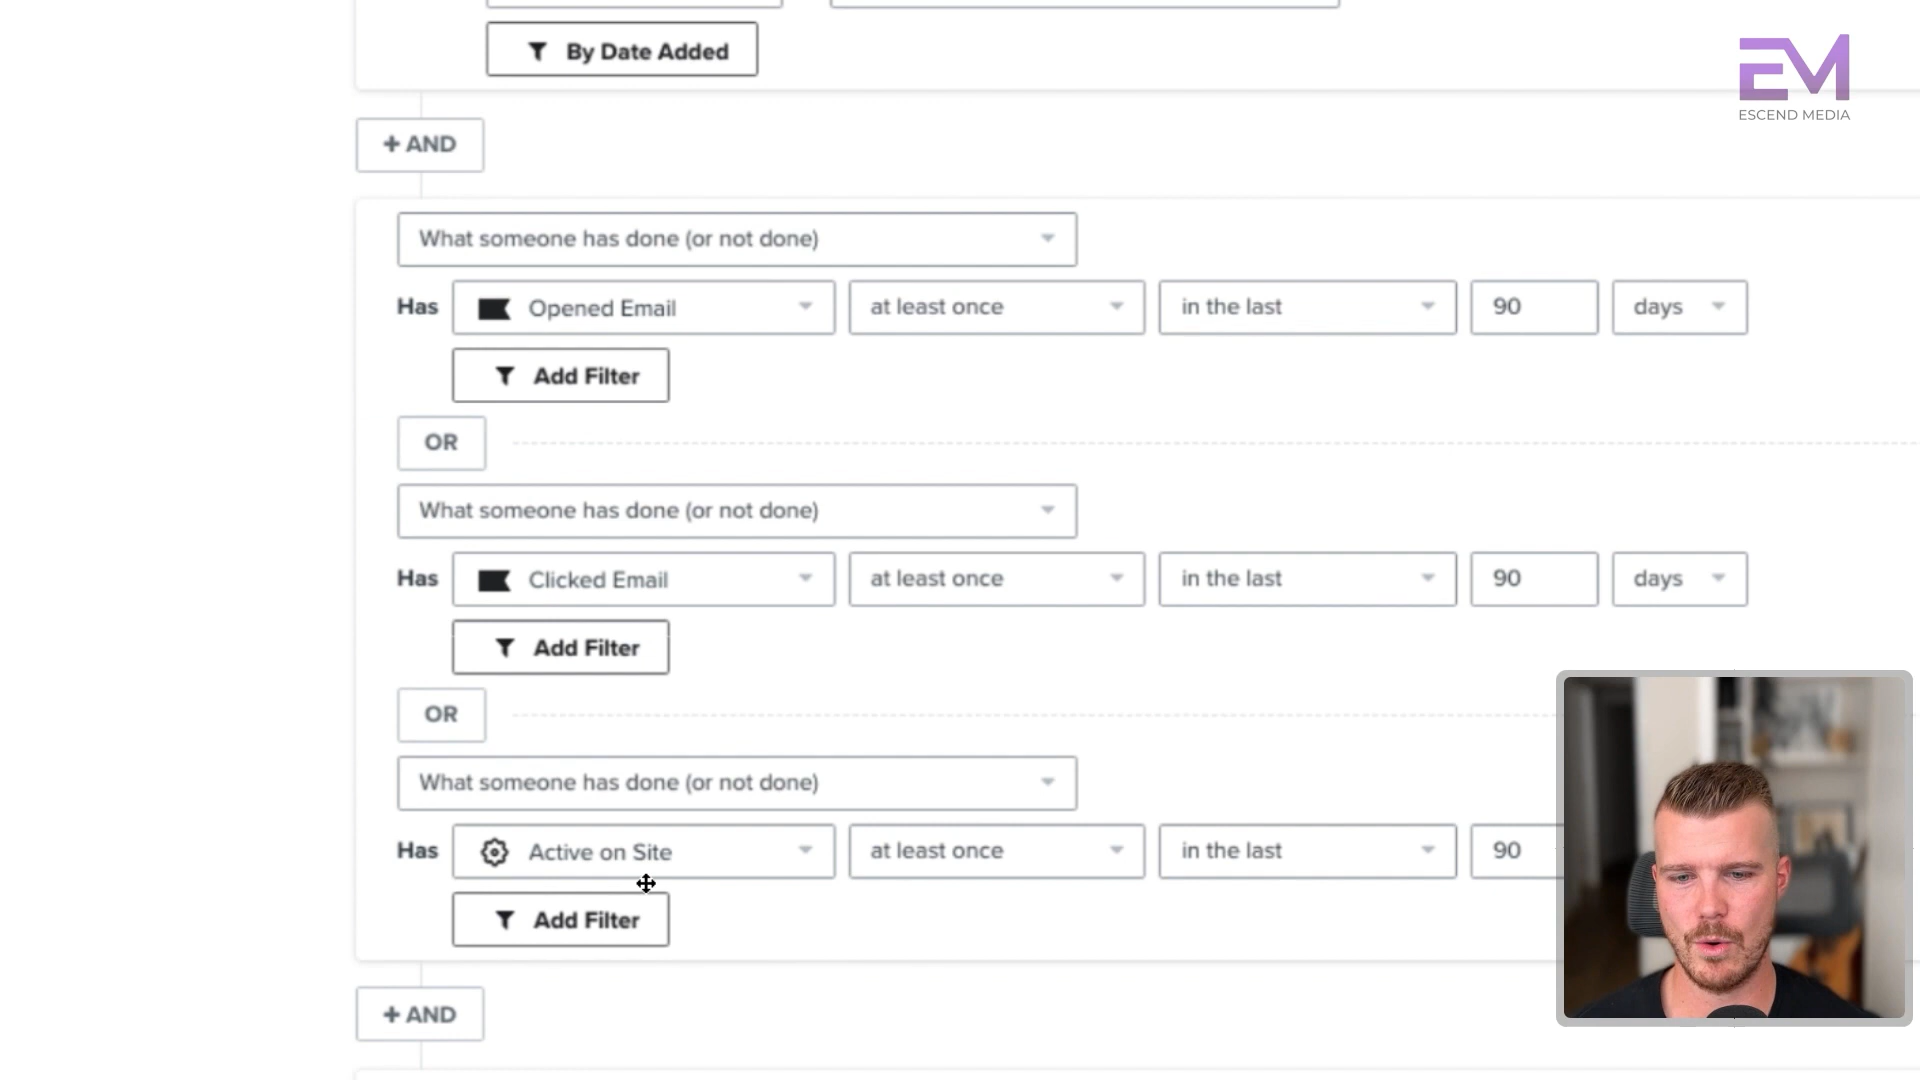 By Date Added
EM
ESCEND MEDIA
+ AND
What someone has done (or not done)
Has Opened Email at least once in the last 90 days
Add Filter
OR
What someone has done (or not done)
Has Clicked Email at least once in the last 90 days
Add Filter
OR
What someone has done (or not done)
Has Active on Site at least once in the last 90
Add Filter
+ AND